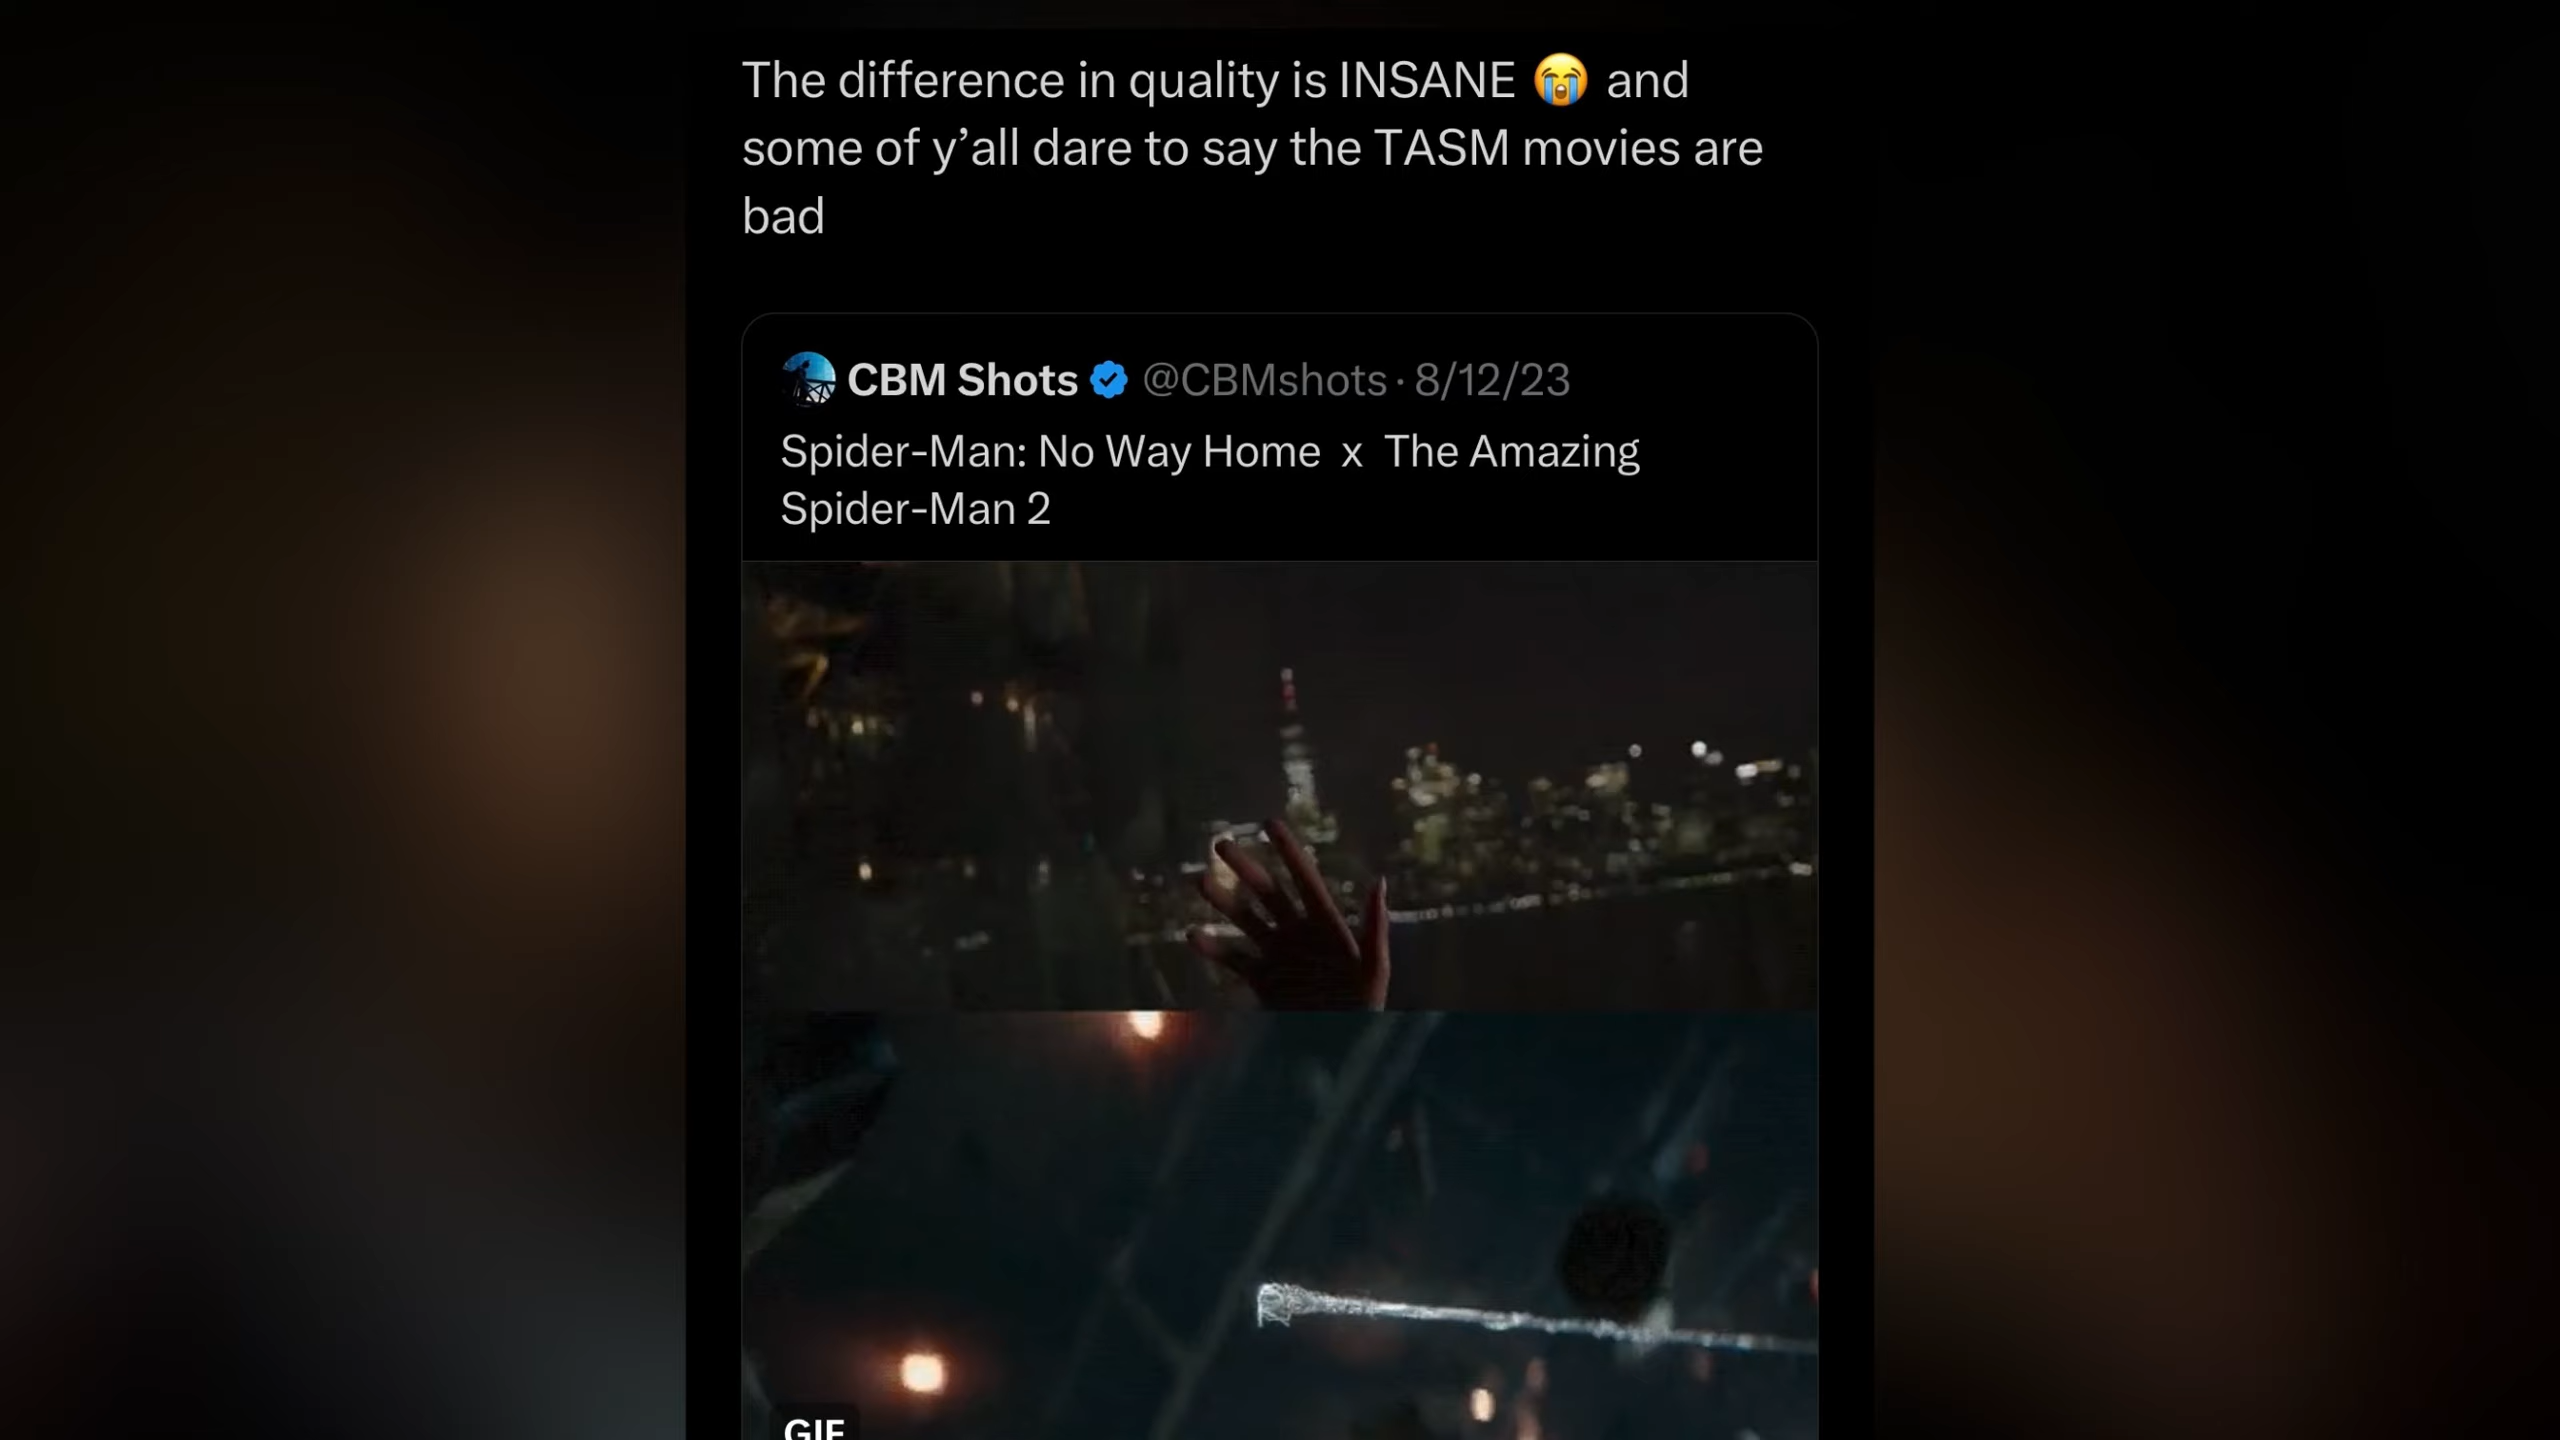 The difference in quality is INSANE 😭 and
some of y’all dare to say the TASM movies are
bad
CBM Shots @CBMshots · 8/12/23
Spider-Man: No Way Home x The Amazing
Spider-Man 2
GIF